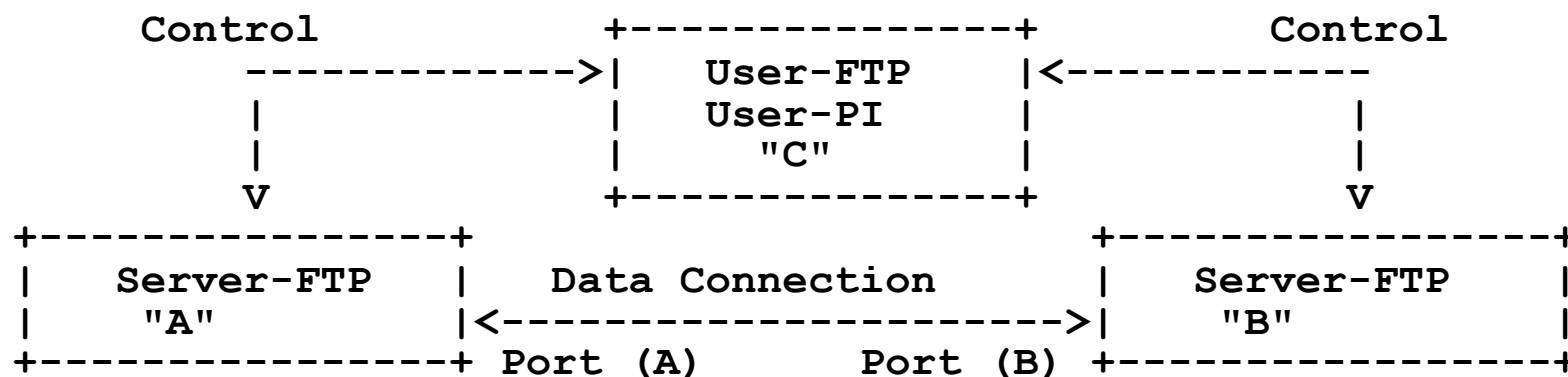 Control +--------------+ Control
------------->| User-FTP |<-------------
| | User-PI | |
| | "C" | |
V +--------------+ V
+----------------+ +----------------+
| Server-FTP | Data Connection | Server-FTP |
| "A" |<---------------------->| "B" |
+----------------+ Port (A) Port (B) +----------------+